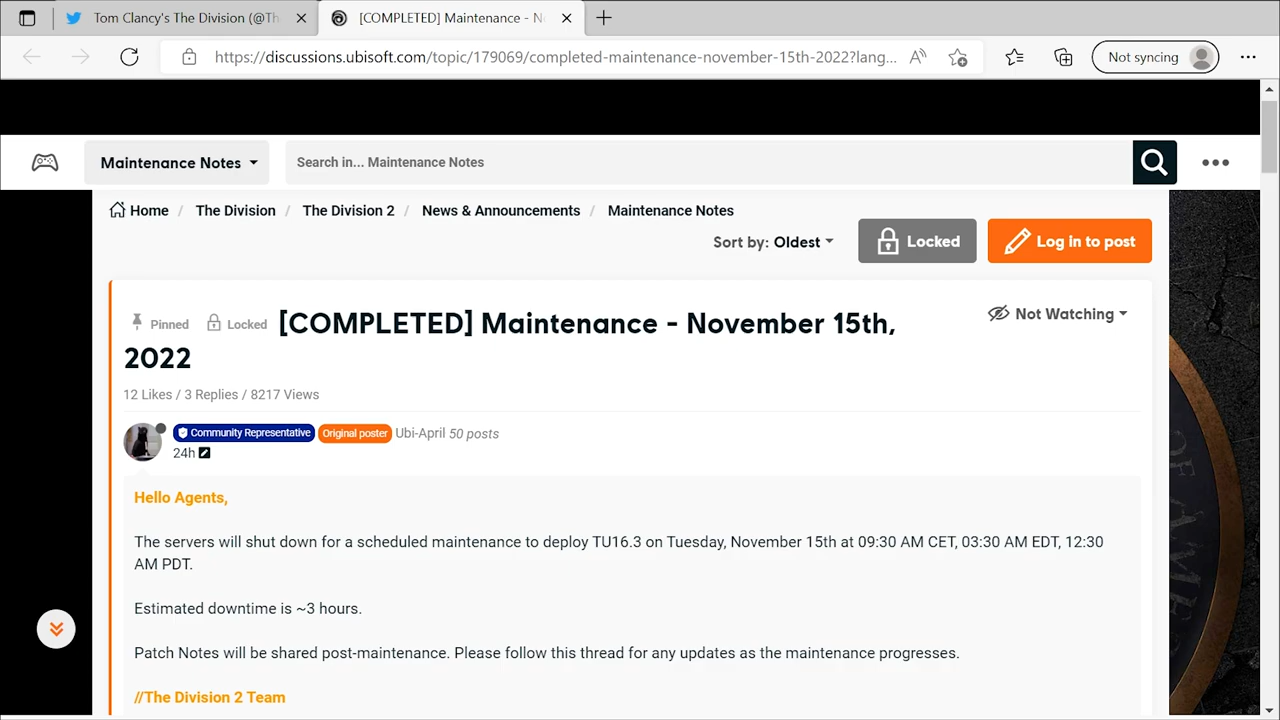 Tom Clancy's The Division (@Th
[COMPLETED] Maintenance - N
https://discussions.ubisoft.com/topic/179069/completed-maintenance-november-15th-2022?lang...
Not syncing
Maintenance Notes
Search in... Maintenance Notes
Home / The Division / The Division 2 / News & Announcements / Maintenance Notes
Sort by: Oldest
Locked
Log in to post
Pinned
Locked
[COMPLETED] Maintenance - November 15th,
2022
Not Watching
12 Likes / 3 Replies / 8217 Views
Community Representative Original poster Ubi-April 50 posts
24h
Hello Agents,
The servers will shut down for a scheduled maintenance to deploy TU16.3 on Tuesday, November 15th at 09:30 AM CET, 03:30 AM EDT, 12:30
AM PDT.
Estimated downtime is ~3 hours.
Patch Notes will be shared post-maintenance. Please follow this thread for any updates as the maintenance progresses.
//The Division 2 Team